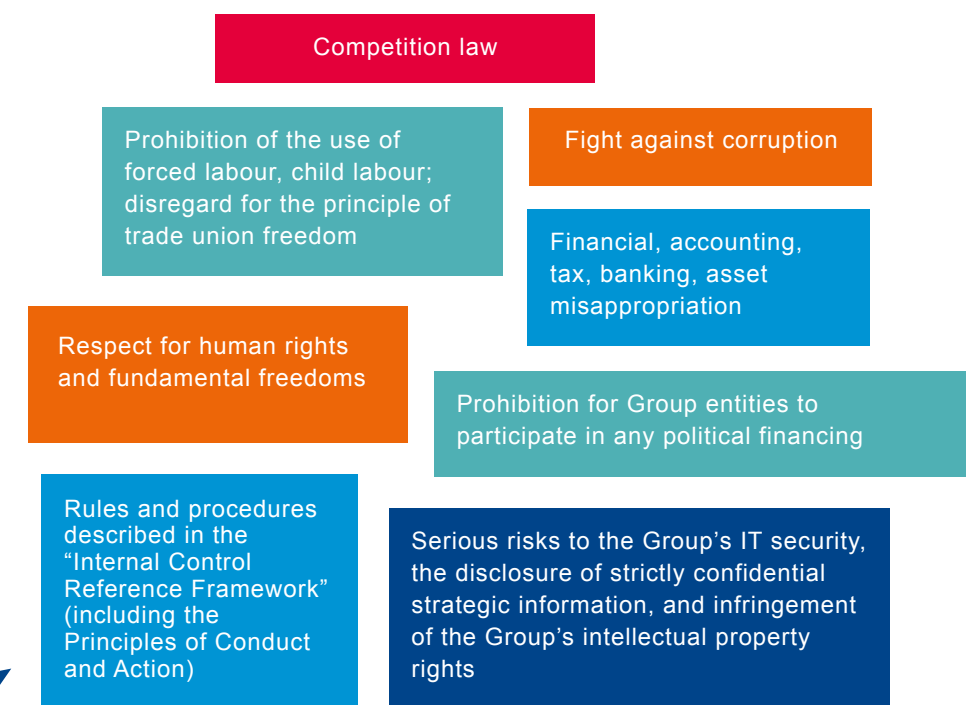 Competition law
Prohibition of the use of
forced labour, child labour;
disregard for the principle of
trade union freedom
Fight against corruption
Financial, accounting,
tax, banking, asset
misappropriation
Respect for human rights
and fundamental freedoms
Prohibition for Group entities to
participate in any political financing
Rules and procedures
described in the
“Internal Control
Reference Framework”
(including the
Principles of Conduct
and Action)
Serious risks to the Group’s IT security,
the disclosure of strictly confidential
strategic information, and infringement
of the Group’s intellectual property
rights